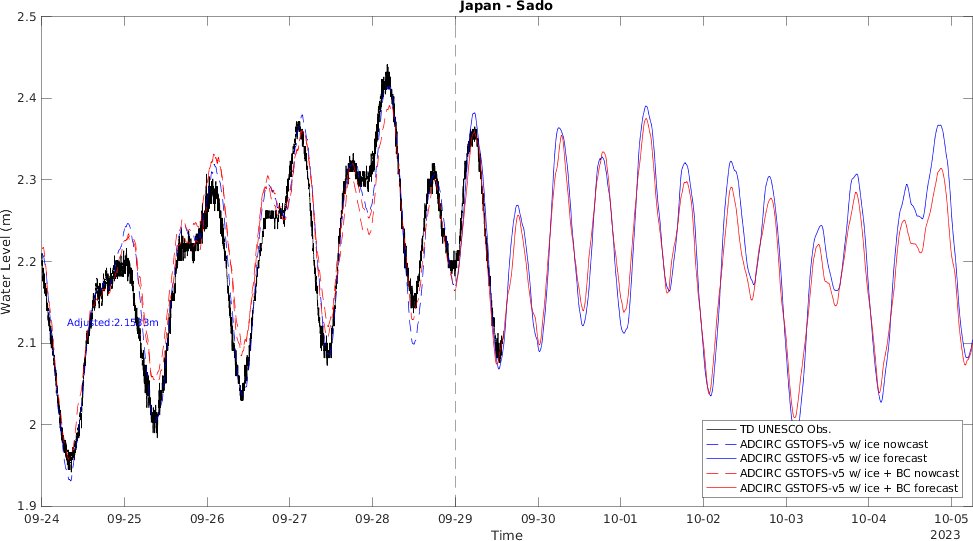 Japan - Sado
2.5
2.4
2.3
2.2
2.1
2
1.9
Water Level (m)
TD UNESCO Obs.
ADCIRC GSTOFS-v5 w/ ice nowcast
ADCIRC GSTOFS-v5 w/ ice forecast
ADCIRC GSTOFS-v5 w/ ice + BC nowcast
ADCIRC GSTOFS-v5 w/ ice + BC forecast
09-24 09-25 09-26 09-27 09-28 09-29 09-30 10-01 10-02 10-03 10-04 10-05
Time
2023